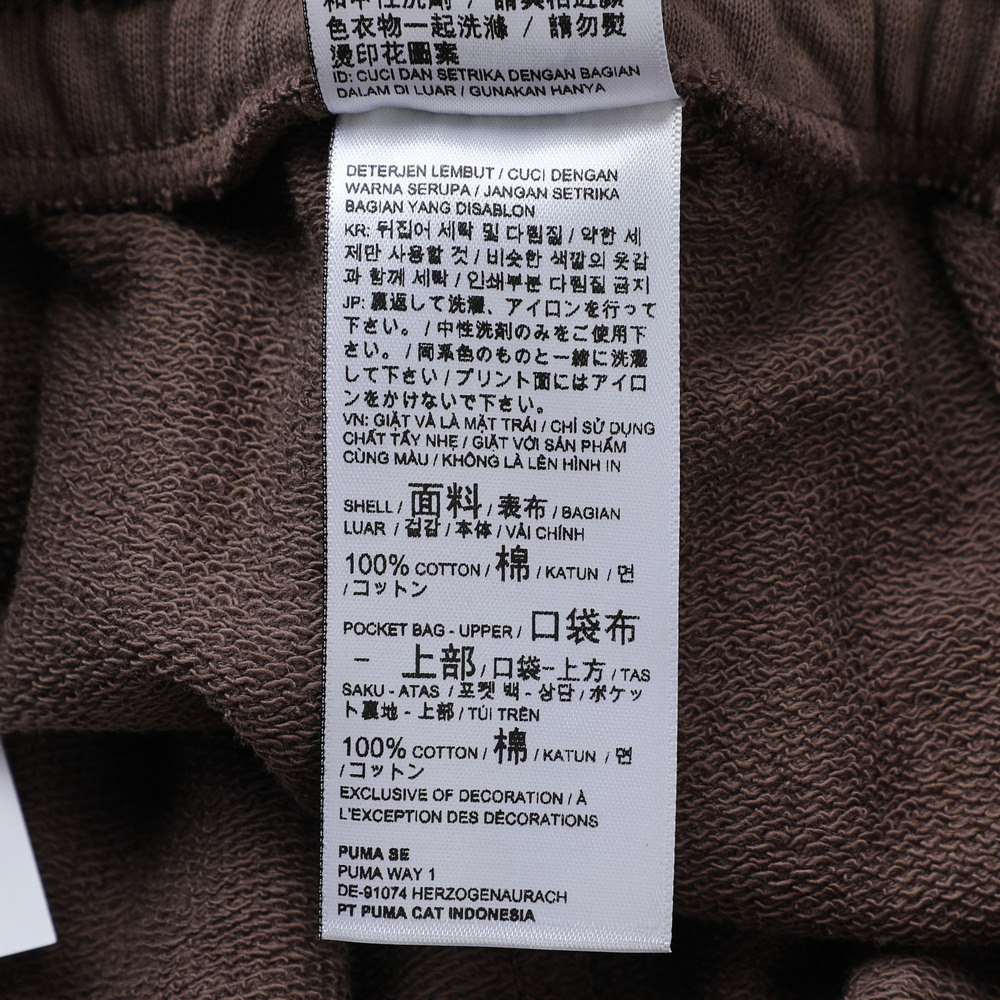 和中性洗劑 / 請與相近顏
色衣物一起洗滌 / 請勿熨
燙印花圖案
ID: CUCI DAN SETRIKA DENGAN BAGIAN
DALAM DI LUAR / GUNAKAN HANYA
DETERJEN LEMBUT / CUCI DENGAN
WARNA SERUPA / JANGAN SETRIKA
BAGIAN YANG DISABLON
KR: 뒤집어 세탁 및 다림질 / 약한 세
제만 사용할 것 / 비슷한 색깔의 옷감
과 함께 세탁 / 인쇄부분 다림질 금지
JP: 裏返して洗濯、アイロンを行って
下さい。 / 中性洗剤のみをご使用下
さい。 / 同系色のものと一緒に洗濯
して下さい / プリント面にはアイロ
ンをかけないで下さい。
VN: GIẶT VÀ LÀ MẶT TRÁI / CHỈ SỬ DỤNG
CHẤT TẨY NHẸ / GIẶT VỚI SẢN PHẨM
CÙNG MÀU / KHÔNG LÀ LÊN HÌNH IN
SHELL / 面料 / 表布 / BAGIAN
LUAR / 겉감 / 本体 / VẢI CHÍNH
100% COTTON / 棉 / KATUN / 면
/ コットン
POCKET BAG - UPPER / 口袋布
- 上部 / 口袋-上方 / TAS
SAKU - ATAS / 포켓 백 - 상단 / ポケッ
ト裏地 - 上部 / TÚI TRÊN
100% COTTON / 棉 / KATUN / 면
/ コットン
EXCLUSIVE OF DECORATION / À
L'EXCEPTION DES DÉCORATIONS
PUMA SE
PUMA WAY 1
DE-91074 HERZOGENAURACH
PT PUMA CAT INDONESIA